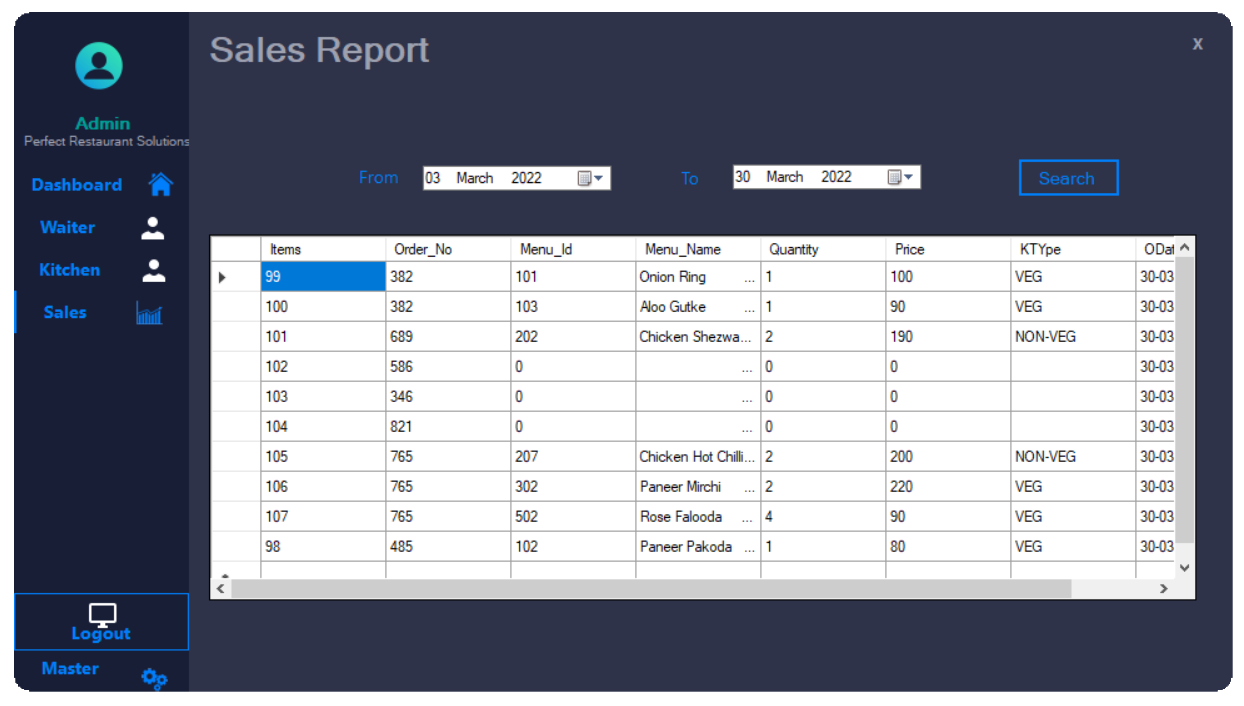 Sales Report
x
Admin
Perfect Restaurant Solutions
Dashboard
Waiter
Kitchen
Sales
Logout
Master
From 03 March 2022 To 30 March 2022 Search
Items Order_No Menu_Id Menu_Name Quantity Price KTYpe ODat
99 382 101 Onion Ring ... 1 100 VEG 30-03
100 382 103 Aloo Gutke ... 1 90 VEG 30-03
101 689 202 Chicken Shezwa... 2 190 NON-VEG 30-03
102 586 0 ... 0 0 30-03
103 346 0 ... 0 0 30-03
104 821 0 ... 0 0 30-03
105 765 207 Chicken Hot Chilli... 2 200 NON-VEG 30-03
106 765 302 Paneer Mirchi ... 2 220 VEG 30-03
107 765 502 Rose Falooda ... 4 90 VEG 30-03
98 485 102 Paneer Pakoda ... 1 80 VEG 30-03